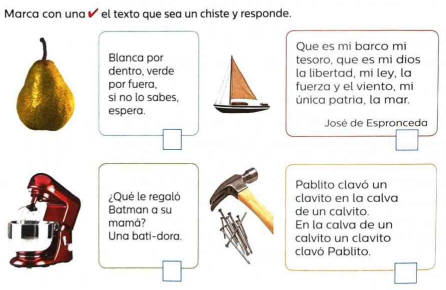 Marca con una ✔ el texto que sea un chiste y responde.
Blanca por
dentro, verde
por fuera,
si no lo sabes,
espera.
Que es mi barco mi
tesoro, que es mi dios
la libertad, mi ley, la
fuerza y el viento, mi
única patria, la mar.
José de Espronceda
¿Qué le regaló
Batman a su
mamá?
Una bati-dora.
Pablito clavó un
clavito en la calva
de un calvito.
En la calva de un
calvito un clavito
clavó Pablito.